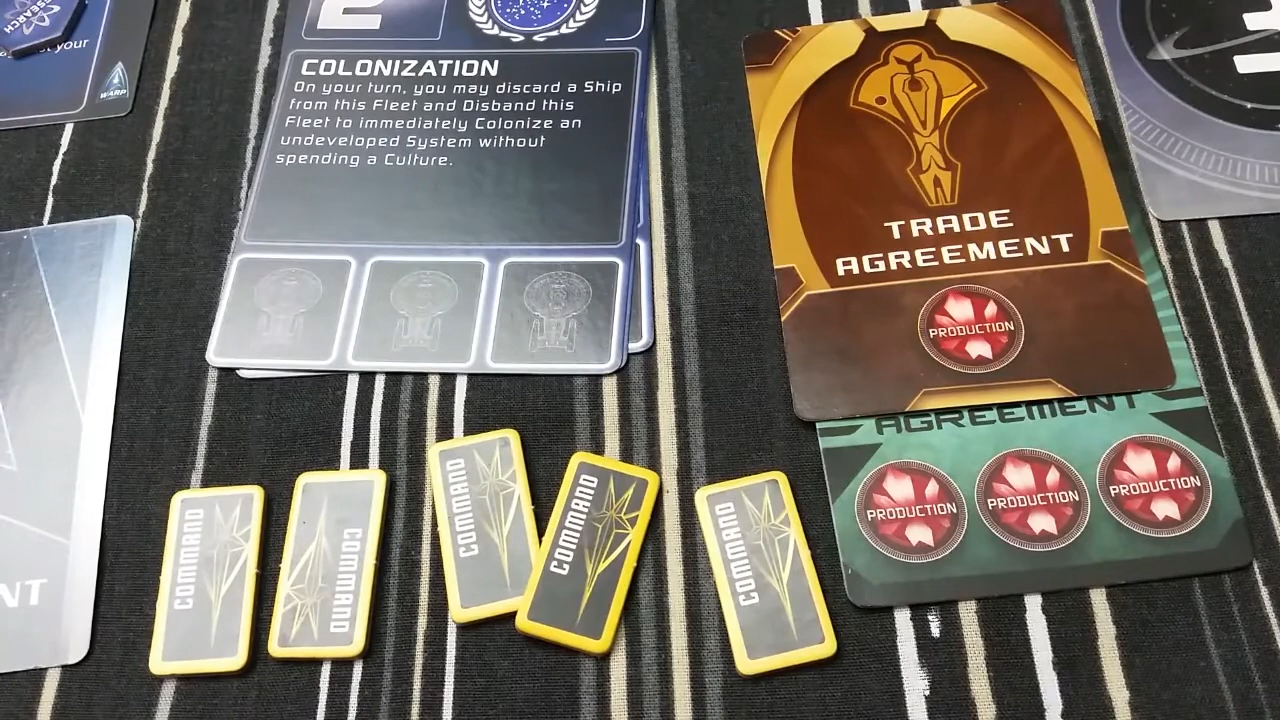 your
WARP
2
COLONIZATION
On your turn, you may discard a Ship
from this Fleet and Disband this
Fleet to immediately Colonize an
undeveloped System without
spending a Culture.
TRADE
AGREEMENT
PRODUCTION
AGREEMENT
PRODUCTION
PRODUCTION
PRODUCTION
COMMAND
COMMAND
COMMAND
COMMAND
COMMAND
NT